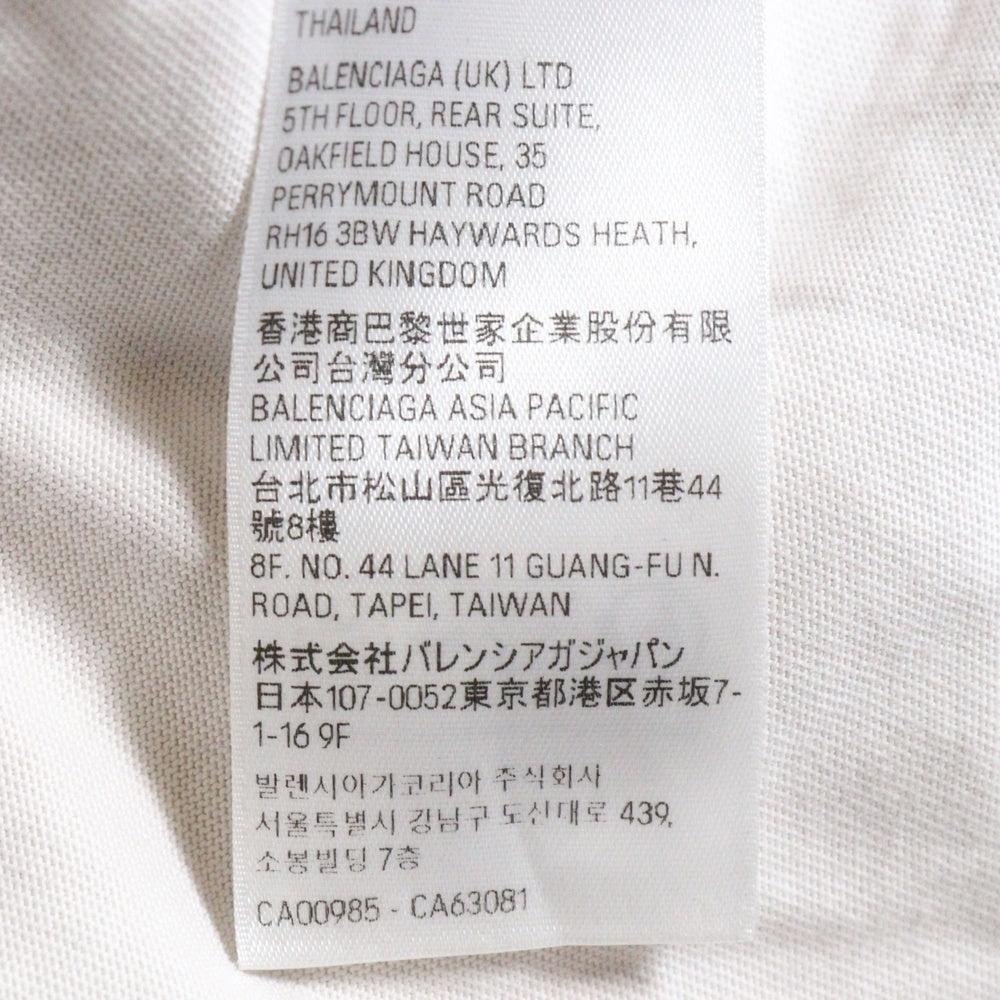 THAILAND
BALENCIAGA (UK) LTD
5TH FLOOR, REAR SUITE,
OAKFIELD HOUSE, 35
PERRYMOUNT ROAD
RH16 3BW HAYWARDS HEATH,
UNITED KINGDOM
香港商巴黎世家企業股份有限
公司台灣分公司
BALENCIAGA ASIA PACIFIC
LIMITED TAIWAN BRANCH
台北市松山區光復北路11巷44
號8樓
8F. NO. 44 LANE 11 GUANG-FU N.
ROAD, TAPEI, TAIWAN
株式会社バレンシアガジャパン
日本107-0052東京都港区赤坂7-
1-16 9F
발렌시아가코리아 주식회사
서울특별시 강남구 도산대로 439,
소봉빌딩 7층
CA00985 - CA63081